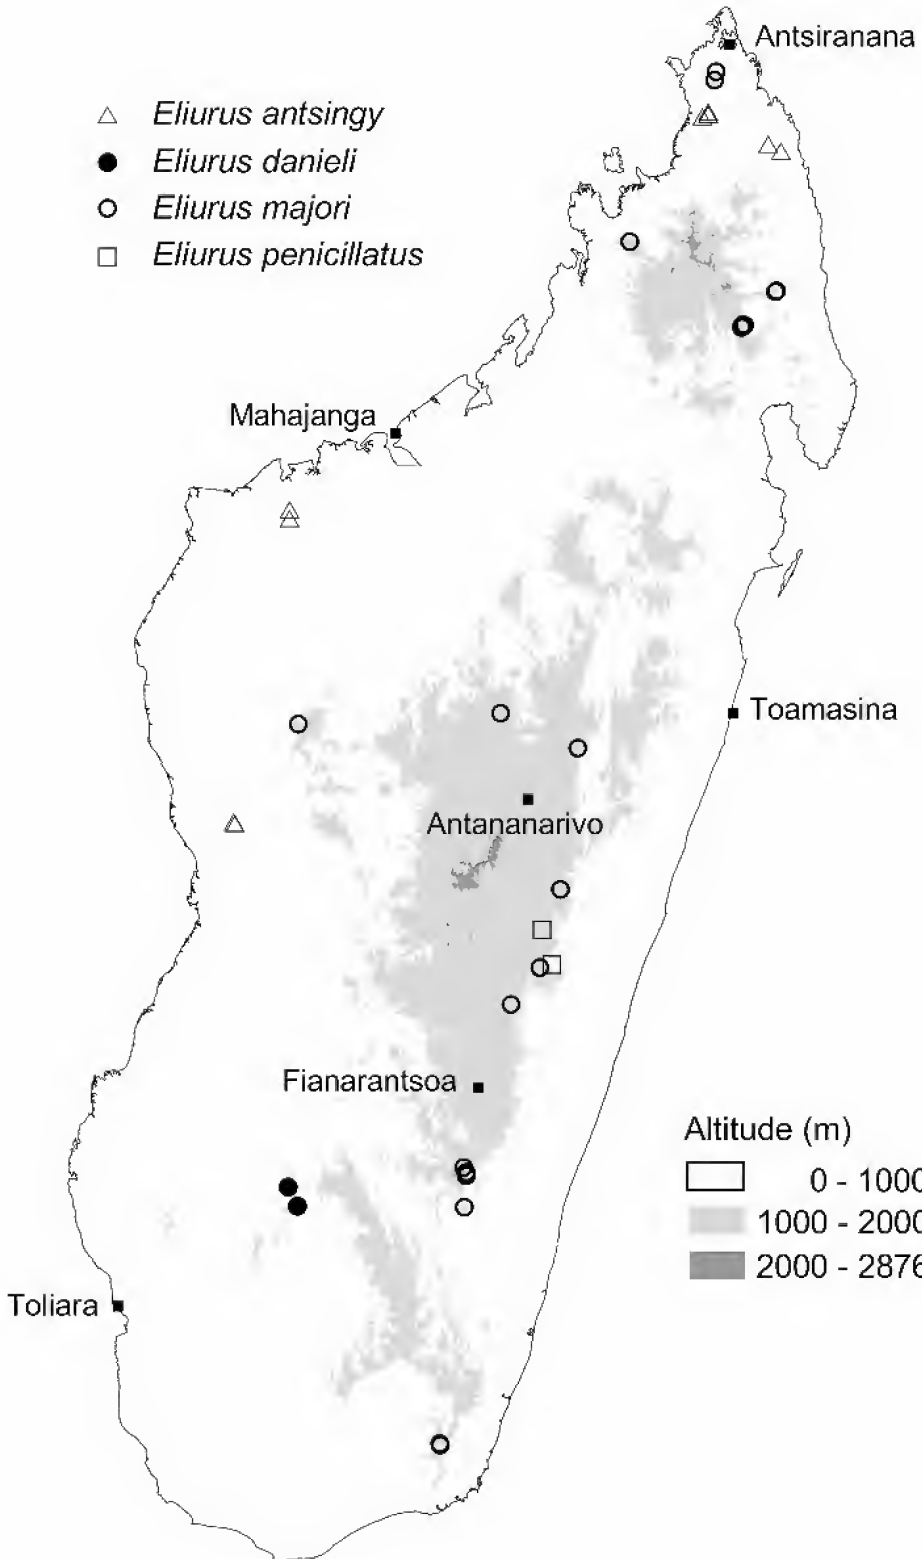 Antsiranana
Eliurus antsingy
Eliurus danieli
Eliurus majori
Eliurus penicillatus
Mahajanga
Toamasina
Antananarivo
Fianarantsoa
Altitude (m)
0 - 1000
1000 - 2000
2000 - 2876
Toliara